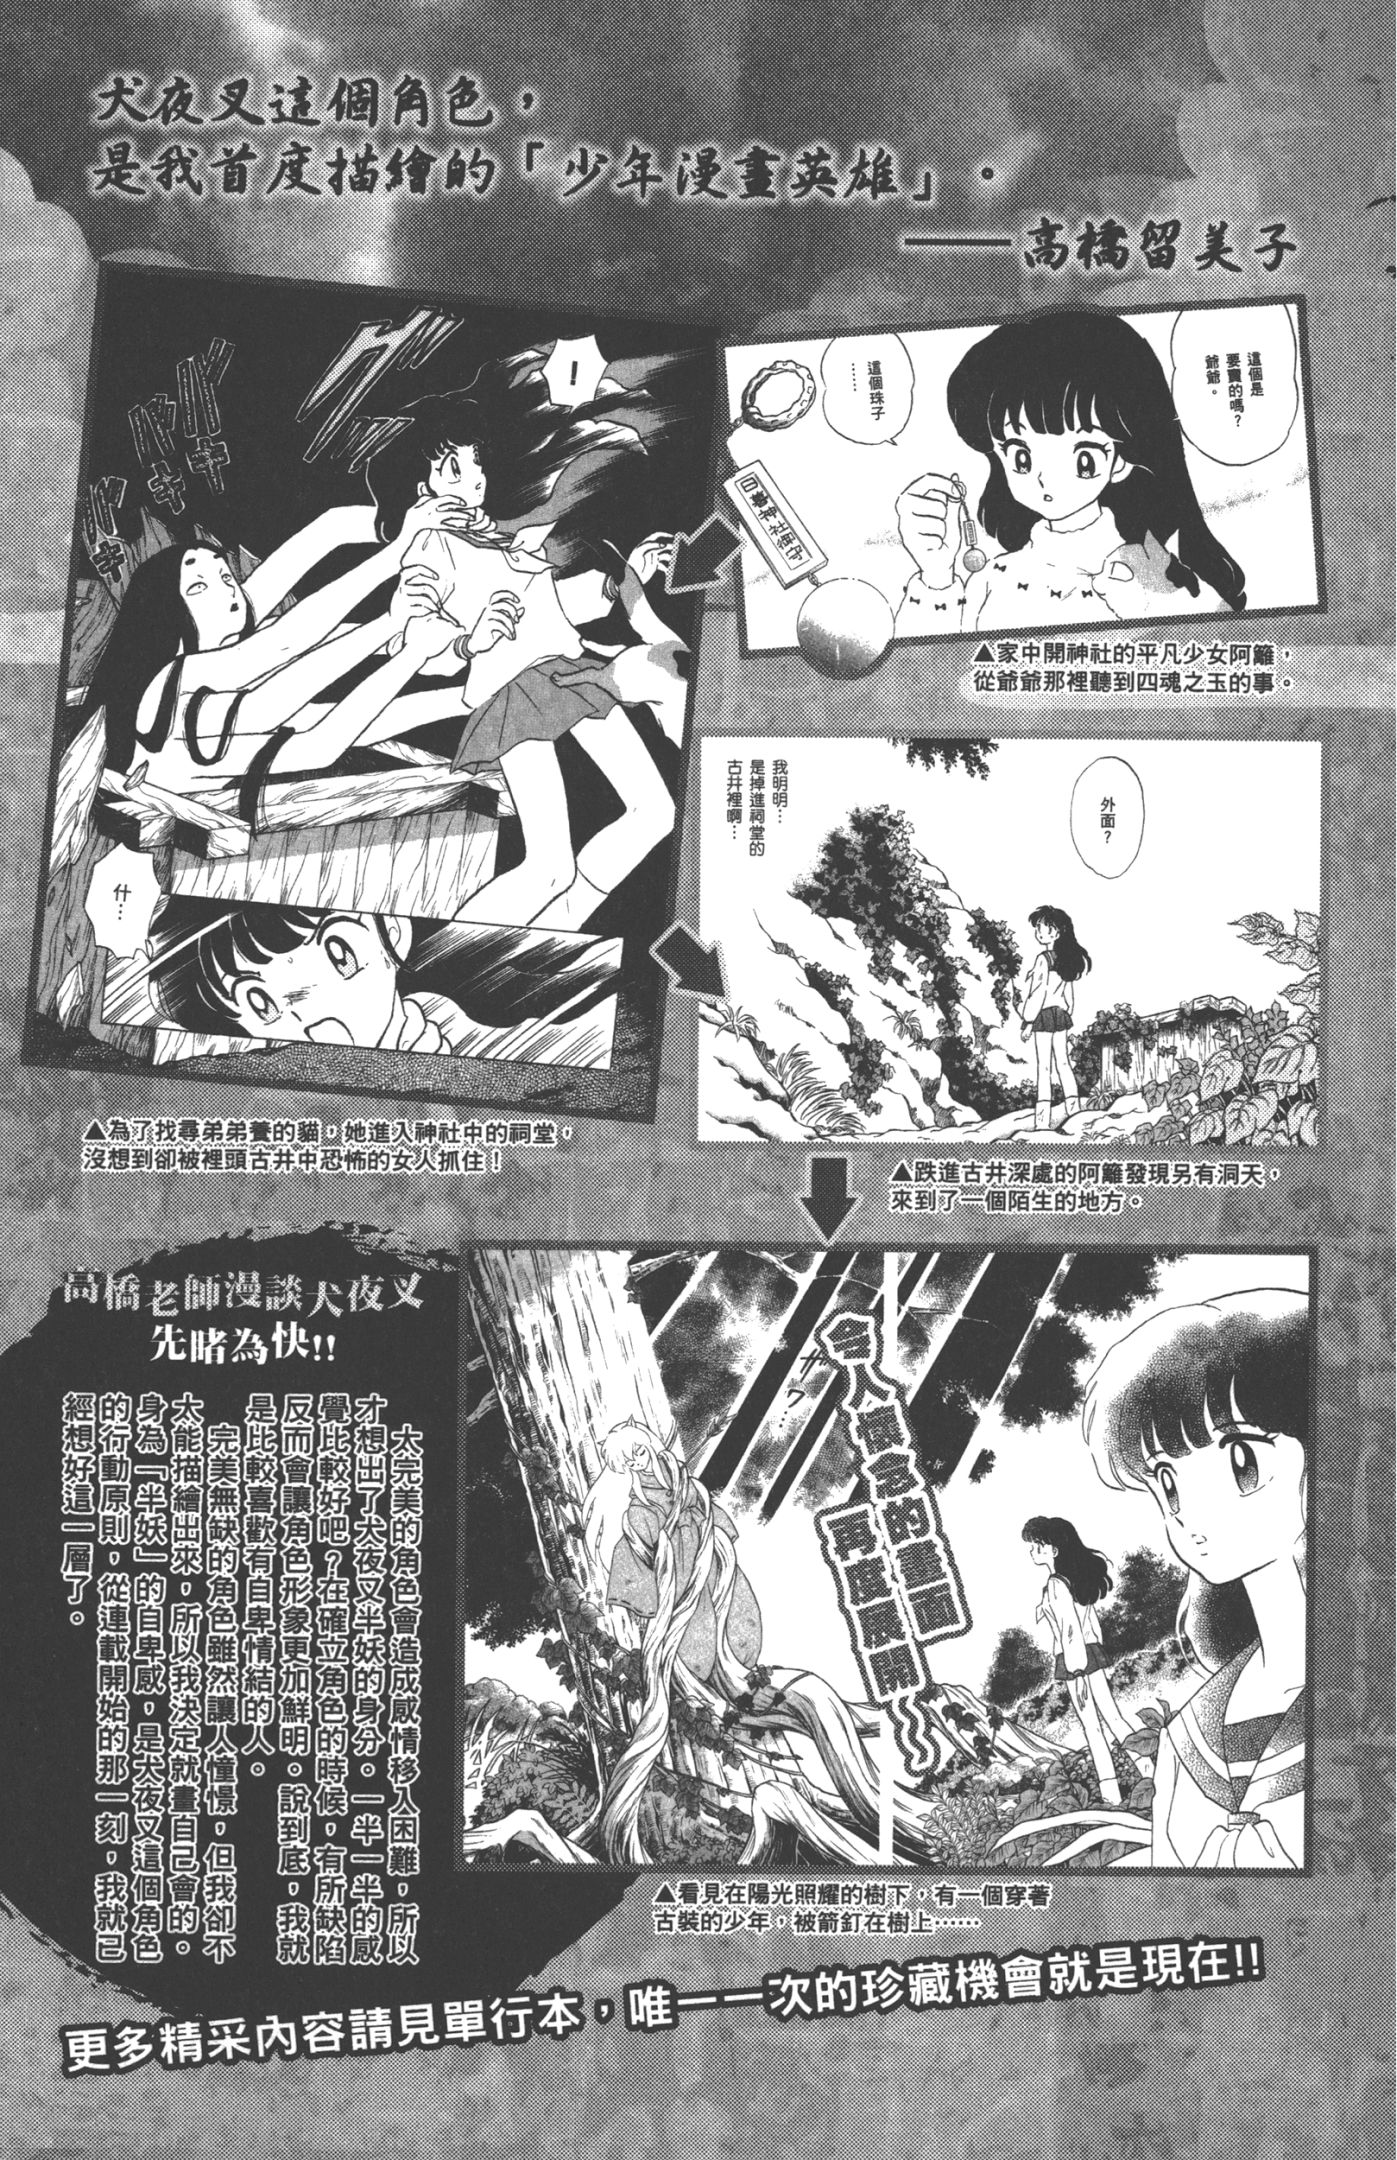 犬夜叉這個角色，
是我首度描繪的「少年漫畫英雄」。
——高橋留美子
這個是
要賣的嗎？
爺爺。
這個珠子
……
日暮神社御守
▲家中開神社的平凡少女阿籬，
從爺爺那裡聽到四魂之玉的事。
！
什…
▲為了找尋弟弟養的貓，她進入神社中的祠堂，
沒想到卻被裡頭古井中恐怖的女人抓住！
外面？
我明明…
是掉進祠堂的
古井裡啊…
▲跌進古井深處的阿籬發現另有洞天，
來到了一個陌生的地方。
令人懷念的畫面
再度展開～～
ザワ…
▲看見在陽光照耀的樹下，有一個穿著
古裝的少年，被箭釘在樹上……
高橋老師漫談犬夜叉
先睹為快!!
太完美的角色會造成感情移入困難，所以
才想出了犬夜叉半妖的身分。一半一半的感
覺比較好吧？在確立角色的時候，有所缺陷
反而會讓角色形象更加鮮明。說到底，我就
是比較喜歡有自卑情結的人。
完美無缺的角色雖然讓人憧憬，但我卻不
太能描繪出來，所以我決定就畫自己會的。
身為「半妖」的自卑感，是犬夜叉這個角色
的行動原則，從連載開始的那一刻，我就已
經想好這一層了。
更多精采內容請見單行本，唯一一次的珍藏機會就是現在!!